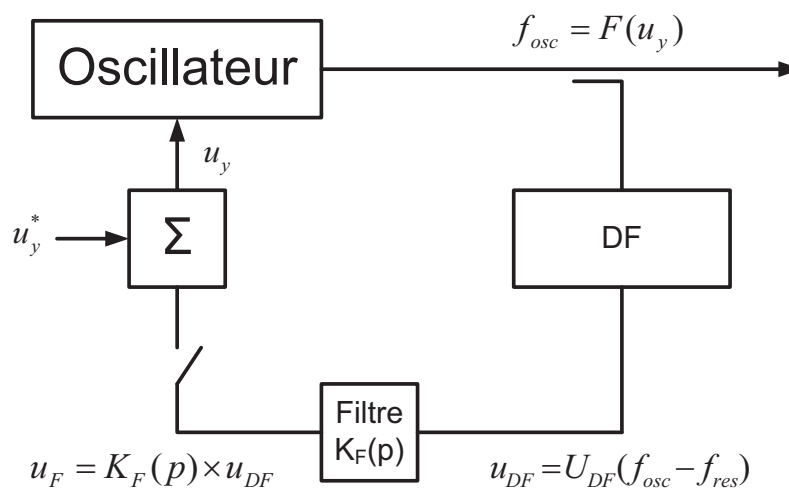 f_osc = F(u_y)
Oscillateur
u_y
u_y^*
Σ
DF
Filtre
K_F(p)
u_F = K_F(p) × u_DF
u_DF = U_DF(f_osc − f_res)